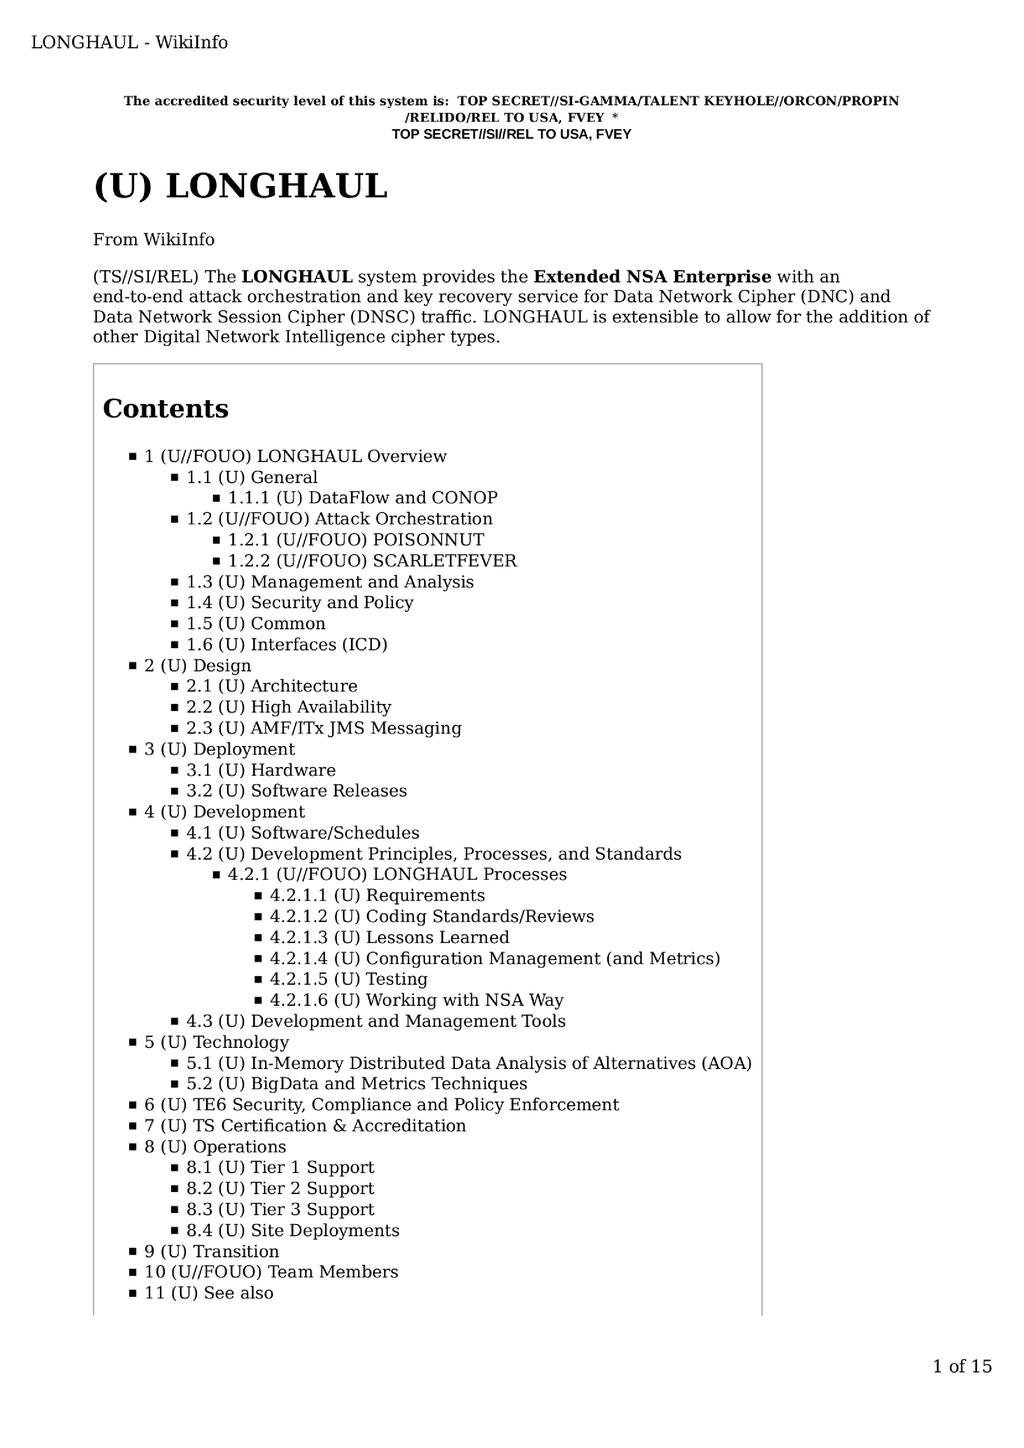 LONGHAUL - WikiInfo
The accredited security level of this system is: TOP SECRET//SI-GAMMA/TALENT KEYHOLE//ORCON/PROPIN
/RELIDO/REL TO USA, FVEY *
TOP SECRET//SI//REL TO USA, FVEY
(U) LONGHAUL
From WikiInfo
(TS//SI/REL) The LONGHAUL system provides the Extended NSA Enterprise with an
end-to-end attack orchestration and key recovery service for Data Network Cipher (DNC) and
Data Network Session Cipher (DNSC) traffic. LONGHAUL is extensible to allow for the addition of
other Digital Network Intelligence cipher types.
Contents
▪ 1 (U//FOUO) LONGHAUL Overview
▪ 1.1 (U) General
▪ 1.1.1 (U) DataFlow and CONOP
▪ 1.2 (U//FOUO) Attack Orchestration
▪ 1.2.1 (U//FOUO) POISONNUT
▪ 1.2.2 (U//FOUO) SCARLETFEVER
▪ 1.3 (U) Management and Analysis
▪ 1.4 (U) Security and Policy
▪ 1.5 (U) Common
▪ 1.6 (U) Interfaces (ICD)
▪ 2 (U) Design
▪ 2.1 (U) Architecture
▪ 2.2 (U) High Availability
▪ 2.3 (U) AMF/ITx JMS Messaging
▪ 3 (U) Deployment
▪ 3.1 (U) Hardware
▪ 3.2 (U) Software Releases
▪ 4 (U) Development
▪ 4.1 (U) Software/Schedules
▪ 4.2 (U) Development Principles, Processes, and Standards
▪ 4.2.1 (U//FOUO) LONGHAUL Processes
▪ 4.2.1.1 (U) Requirements
▪ 4.2.1.2 (U) Coding Standards/Reviews
▪ 4.2.1.3 (U) Lessons Learned
▪ 4.2.1.4 (U) Configuration Management (and Metrics)
▪ 4.2.1.5 (U) Testing
▪ 4.2.1.6 (U) Working with NSA Way
▪ 4.3 (U) Development and Management Tools
▪ 5 (U) Technology
▪ 5.1 (U) In-Memory Distributed Data Analysis of Alternatives (AOA)
▪ 5.2 (U) BigData and Metrics Techniques
▪ 6 (U) TE6 Security, Compliance and Policy Enforcement
▪ 7 (U) TS Certification & Accreditation
▪ 8 (U) Operations
▪ 8.1 (U) Tier 1 Support
▪ 8.2 (U) Tier 2 Support
▪ 8.3 (U) Tier 3 Support
▪ 8.4 (U) Site Deployments
▪ 9 (U) Transition
▪ 10 (U//FOUO) Team Members
▪ 11 (U) See also
1 of 15